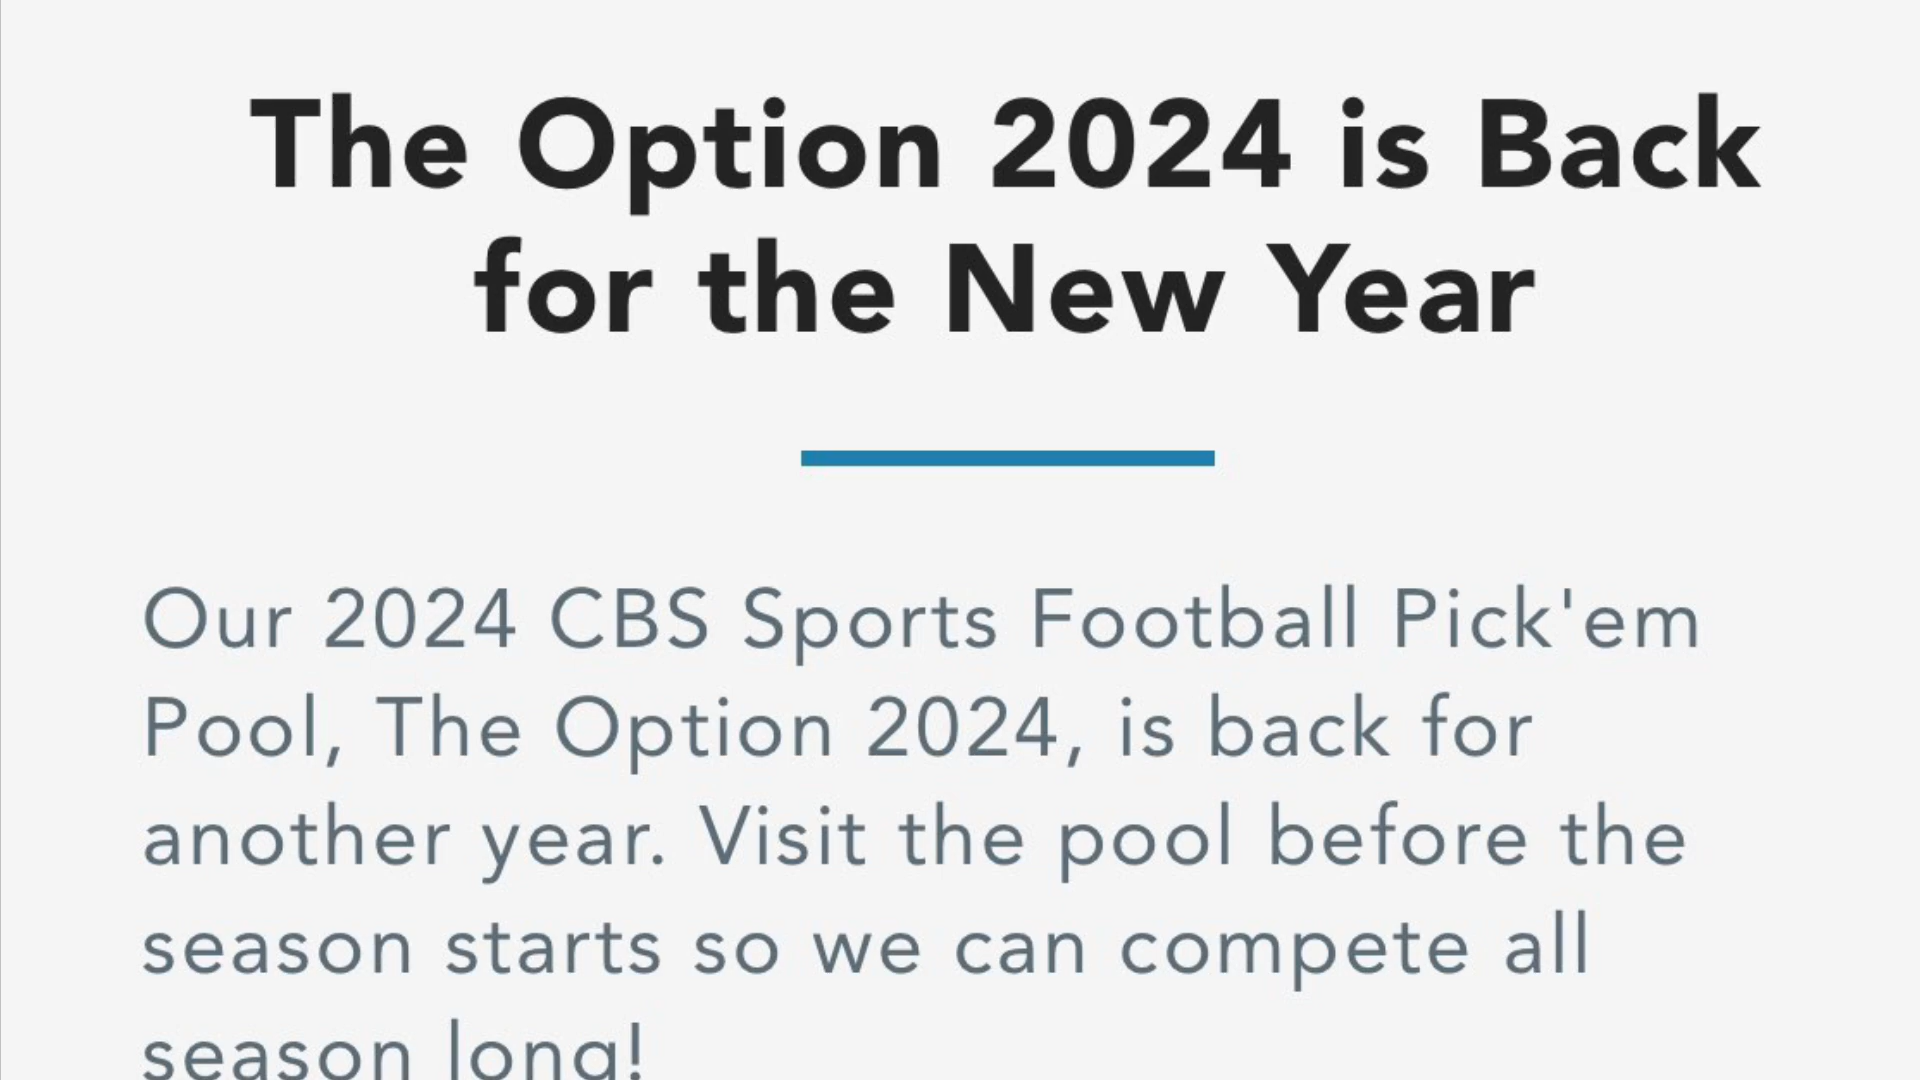 The Option 2024 is Back
for the New Year
Our 2024 CBS Sports Football Pick'em
Pool, The Option 2024, is back for
another year. Visit the pool before the
season starts so we can compete all
season long!